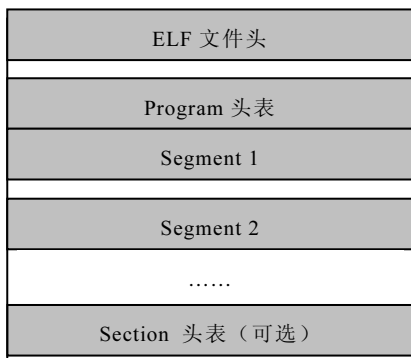 ELF 文件头
Program 头表
Segment 1
Segment 2
……
Section 头表（可选）